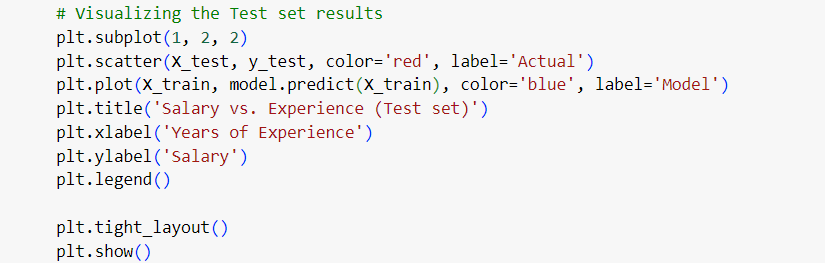 # Visualizing the Test set results
plt.subplot(1, 2, 2)
plt.scatter(X_test, y_test, color='red', label='Actual')
plt.plot(X_train, model.predict(X_train), color='blue', label='Model')
plt.title('Salary vs. Experience (Test set)')
plt.xlabel('Years of Experience')
plt.ylabel('Salary')
plt.legend()
plt.tight_layout()
plt.show()